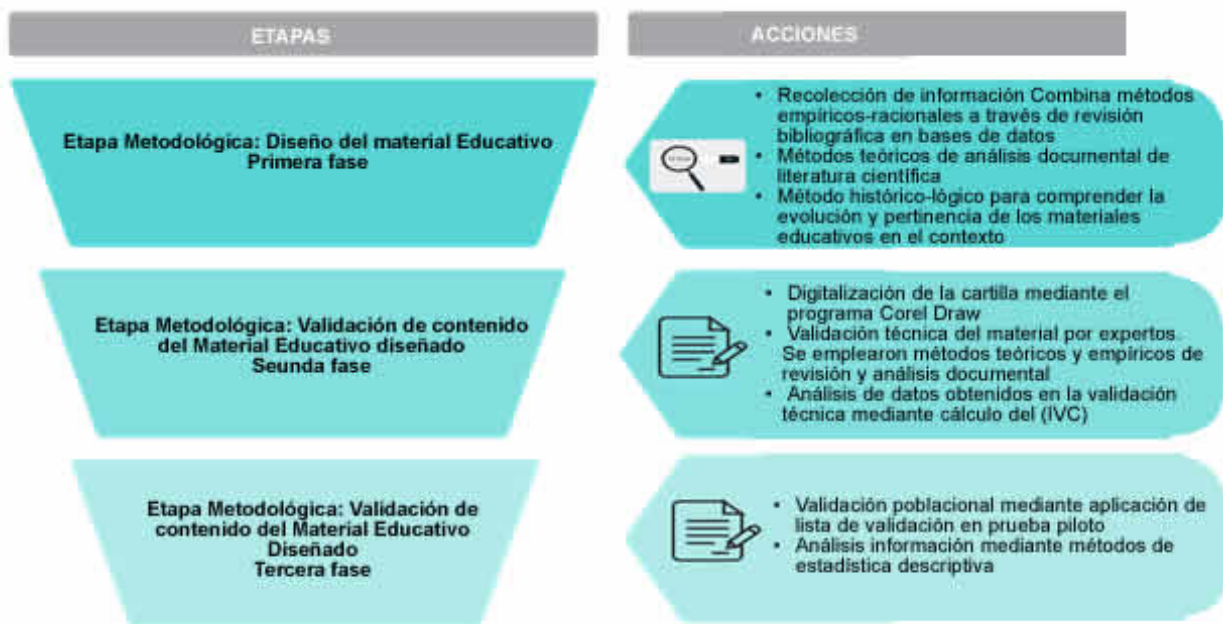 ETAPAS
ACCIONES
Etapa Metodológica: Diseño del material Educativo
Primera fase
• Recolección de información Combina métodos
empíricos-racionales a través de revisión
bibliográfica en bases de datos
• Métodos teóricos de análisis documental de
literatura científica
• Método histórico-lógico para comprender la
evolución y pertinencia de los materiales
educativos en el contexto
Etapa Metodológica: Validación de contenido
del Material Educativo diseñado
Seunda fase
• Digitalización de la cartilla mediante el
programa Corel Draw
• Validación técnica del material por expertos.
Se emplearon métodos teóricos y empíricos de
revisión y análisis documental
• Análisis de datos obtenidos en la validación
técnica mediante cálculo del (IVC)
Etapa Metodológica: Validación de
contenido del Material Educativo
Diseñado
Tercera fase
• Validación poblacional mediante aplicación de
lista de validación en prueba piloto
• Análisis información mediante métodos de
estadística descriptiva